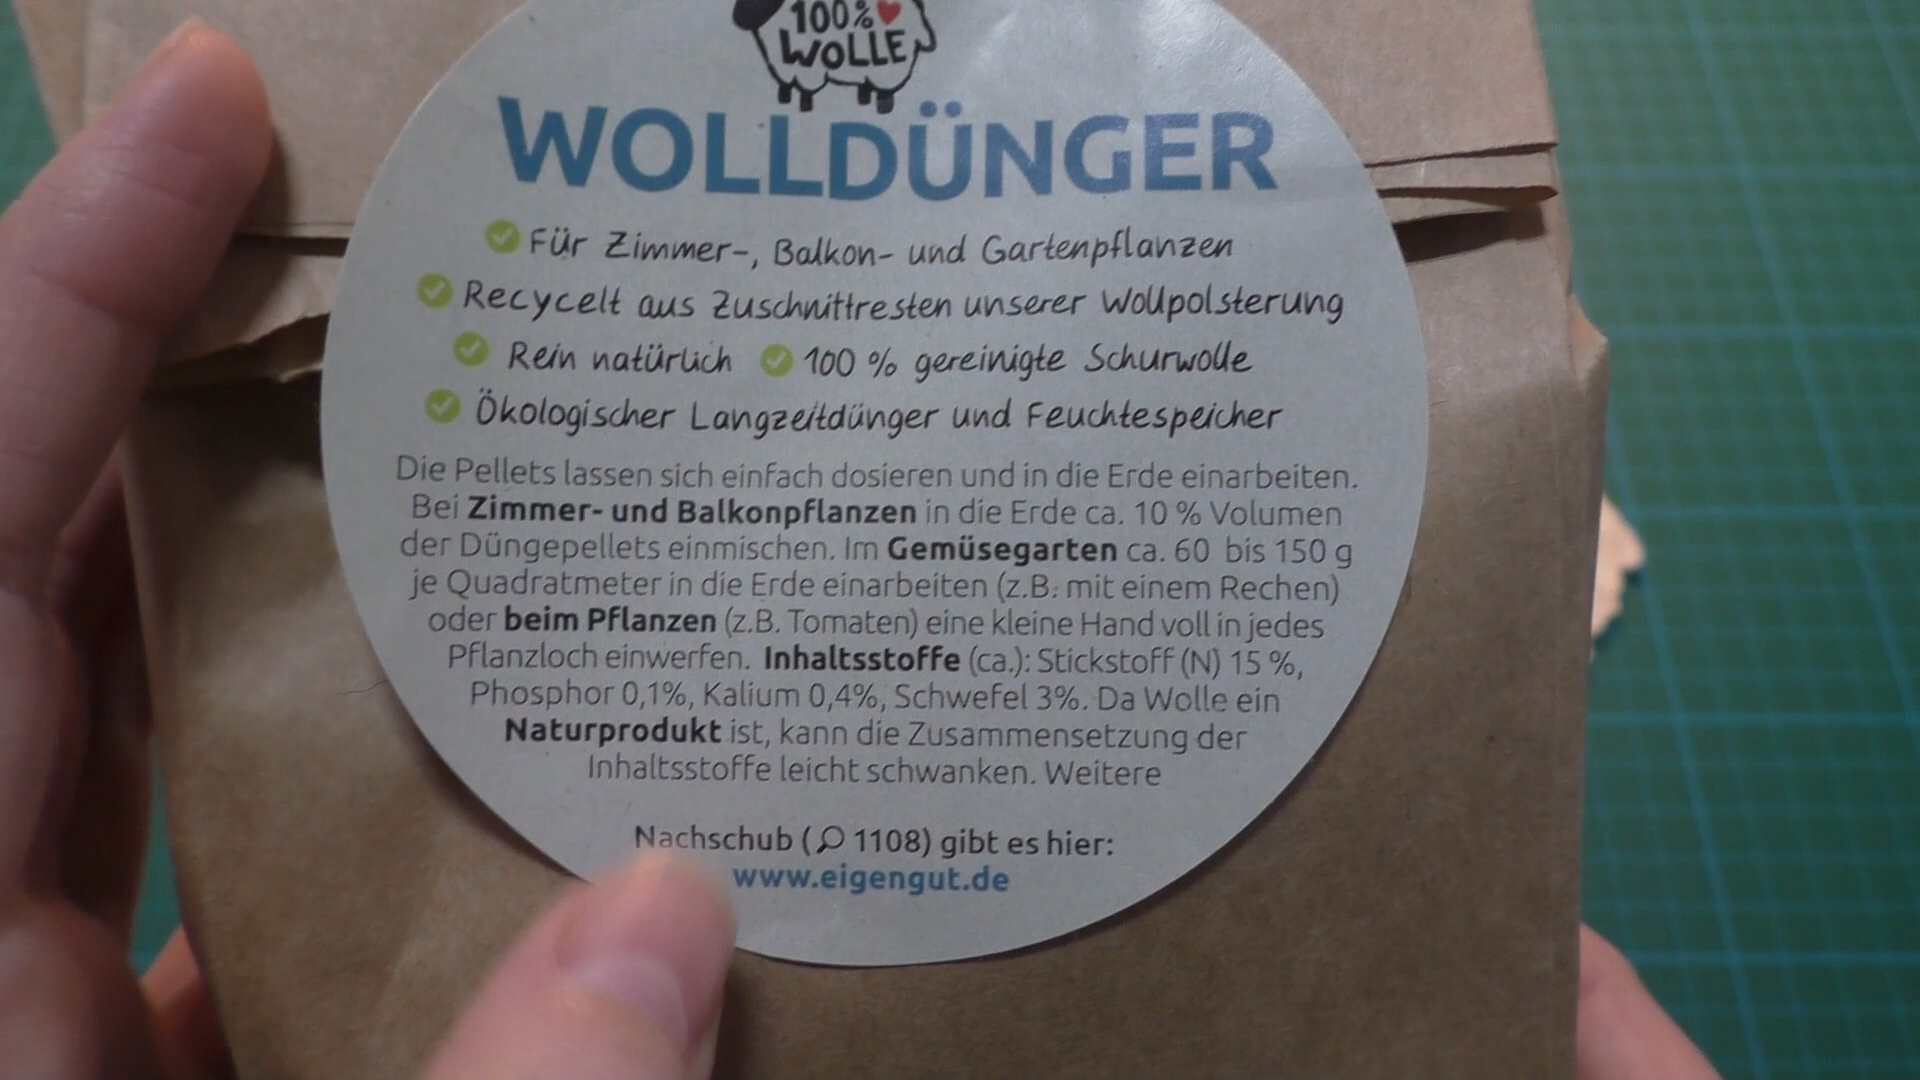 100%
WOLLE
WOLLDÜNGER
Für Zimmer-, Balkon- und Gartenpflanzen
Recycelt aus Zuschnittresten unserer Wollpolsterung
Rein natürlich 100 % gereinigte Schurwolle
Ökologischer Langzeitdünger und Feuchtespeicher
Die Pellets lassen sich einfach dosieren und in die Erde einarbeiten.
Bei Zimmer- und Balkonpflanzen in die Erde ca. 10 % Volumen
der Düngepellets einmischen. Im Gemüsegarten ca. 60 bis 150 g
je Quadratmeter in die Erde einarbeiten (z.B. mit einem Rechen)
oder beim Pflanzen (z.B. Tomaten) eine kleine Hand voll in jedes
Pflanzloch einwerfen. Inhaltsstoffe (ca.): Stickstoff (N) 15 %,
Phosphor 0,1%, Kalium 0,4%, Schwefel 3%. Da Wolle ein
Naturprodukt ist, kann die Zusammensetzung der
Inhaltsstoffe leicht schwanken. Weitere
Nachschub (🔍 1108) gibt es hier:
www.eigengut.de